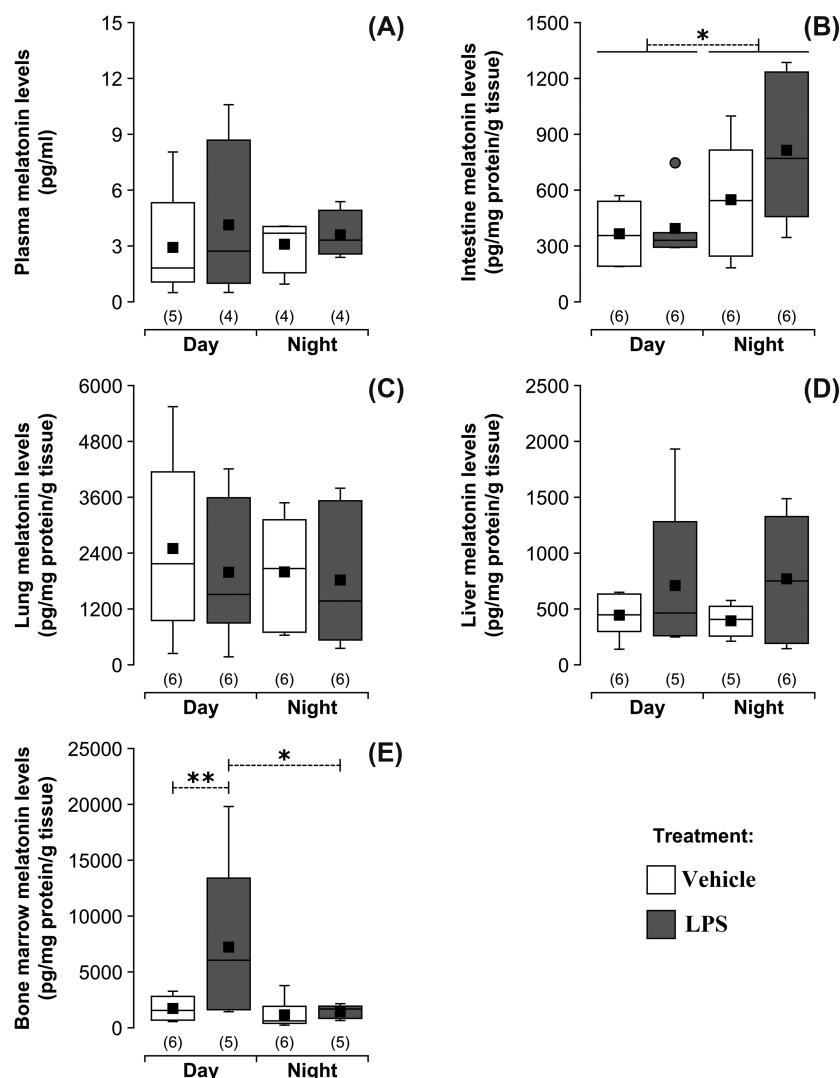 (A)
Plasma melatonin levels
(pg/ml)
15
12
9
6
3
0
(5) (4) (4) (4)
Day Night
(B)
Intestine melatonin levels
(pg/mg protein/g tissue)
1500
1200
900
600
300
0
*
(6) (6) (6) (6)
Day Night
(C)
Lung melatonin levels
(pg/mg protein/g tissue)
6000
4800
3600
2400
1200
0
(6) (6) (6) (6)
Day Night
(D)
Liver melatonin levels
(pg/mg protein/g tissue)
2500
2000
1500
1000
500
0
(6) (5) (5) (6)
Day Night
(E)
Bone marrow melatonin levels
(pg/mg protein/g tissue)
25000
20000
15000
10000
5000
0
**
*
(6) (5) (6) (5)
Day Night
Treatment:
Vehicle
LPS